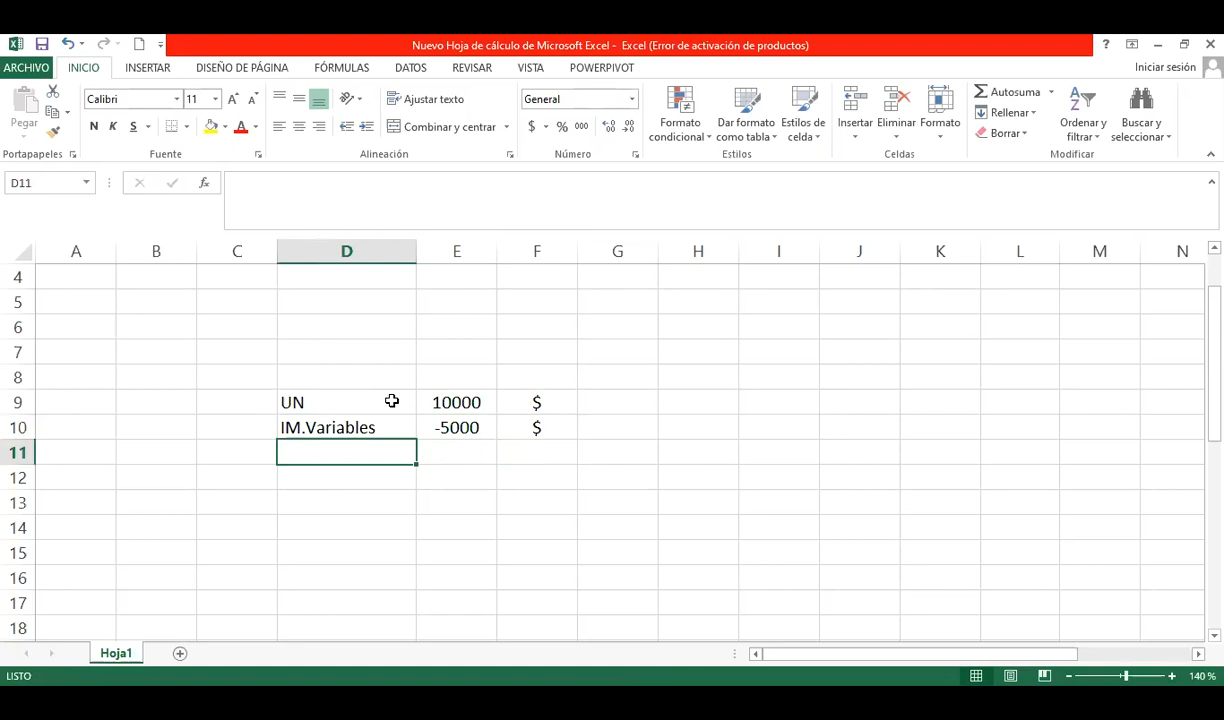 Nuevo Hoja de cálculo de Microsoft Excel - Excel (Error de activación de productos)
?
ARCHIVO INICIO INSERTAR DISEÑO DE PÁGINA FÓRMULAS DATOS REVISAR VISTA POWERPIVOT Iniciar sesión
Pegar
Calibri 11
N K S
General
$ % 000
Ajustar texto
Combinar y centrar
Formato condicional
Dar formato como tabla
Estilos de celda
Insertar
Eliminar
Formato
Autosuma
Rellenar
Borrar
Ordenar y filtrar
Buscar y seleccionar
Portapapeles Fuente Alineación Número Estilos Celdas Modificar
D11 fx
A B C D E F G H I J K L M N
4
5
6
7
8
9 UN 10000 $
10 IM.Variables -5000 $
11
12
13
14
15
16
17
18
Hoja1
LISTO 140 %